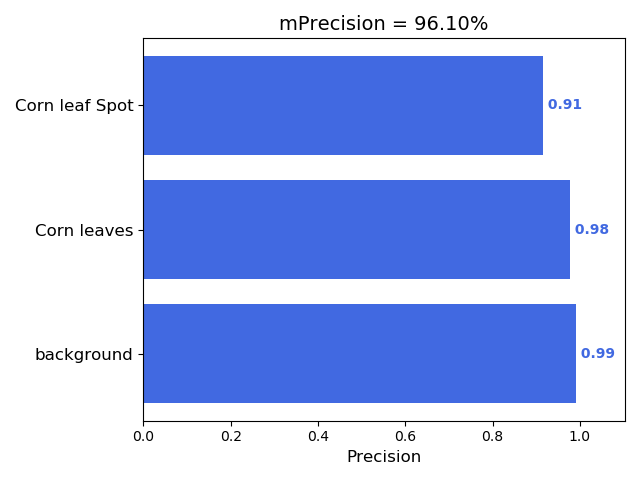 mPrecision = 96.10%
Corn leaf Spot
0.91
Corn leaves
0.98
background
0.99
0.0 0.2 0.4 0.6 0.8 1.0
Precision